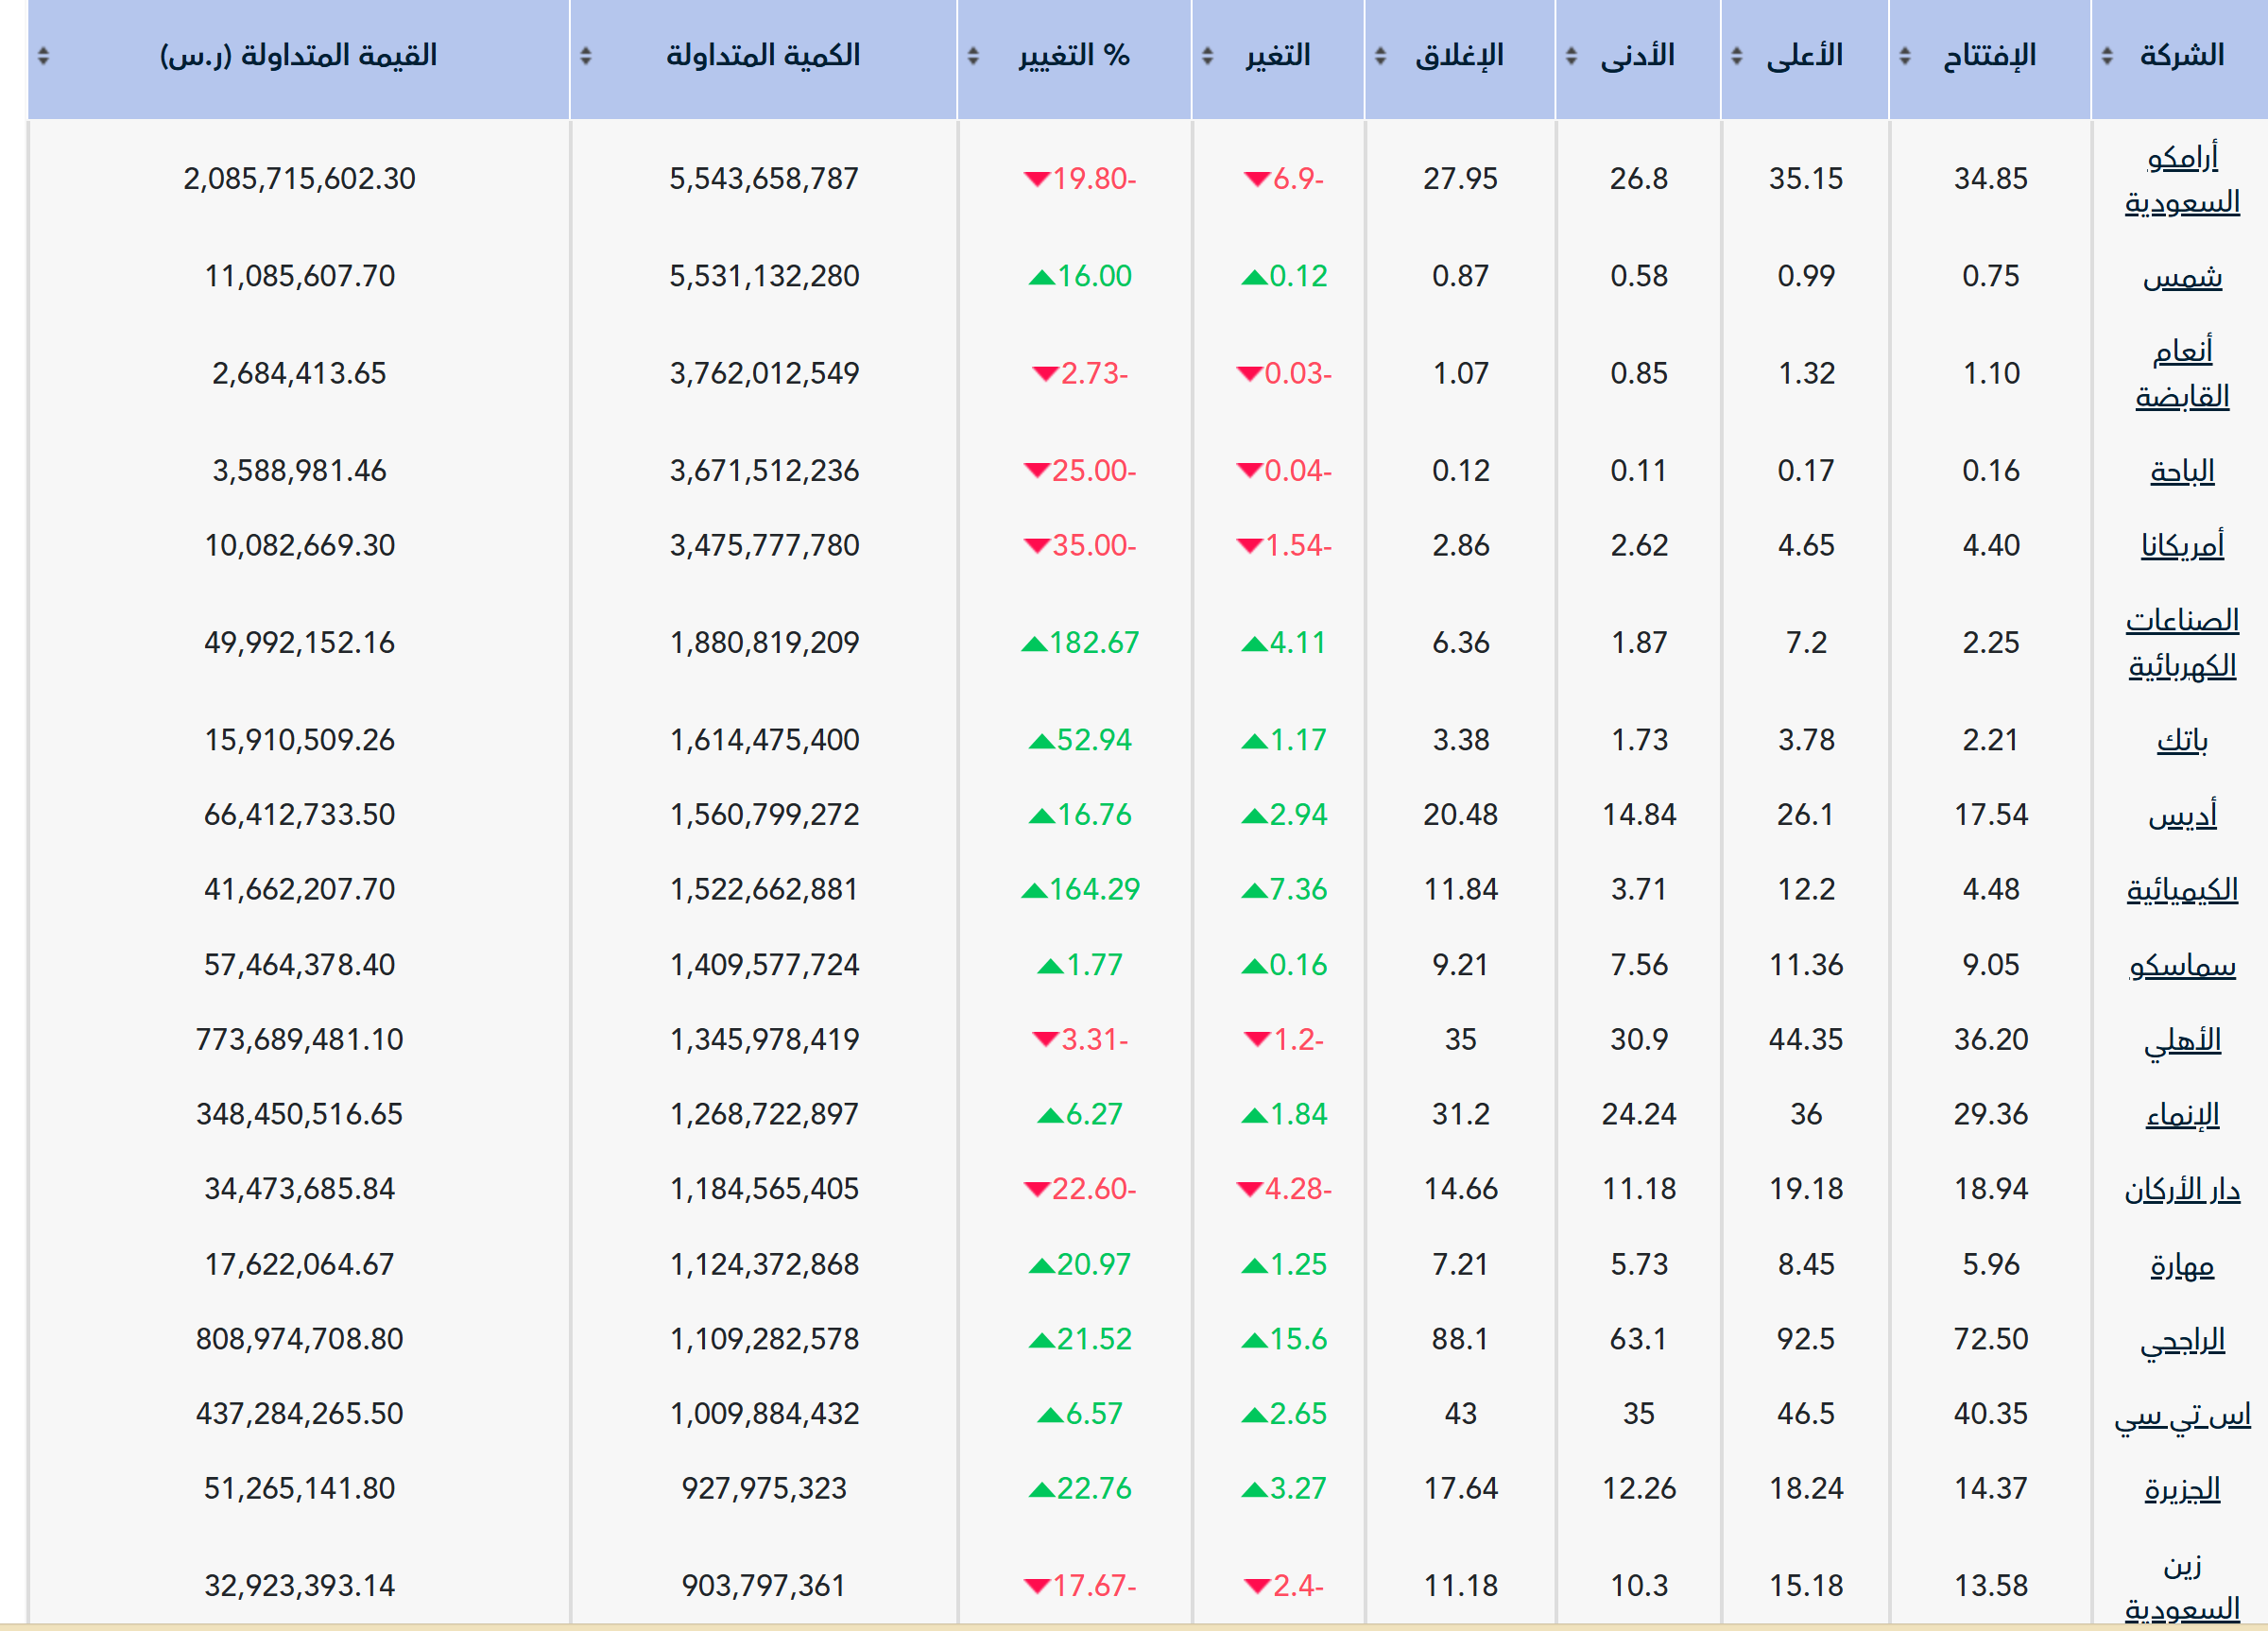 الشركة الإفتتاح الأعلى الأدنى الإغلاق التغير % التغيير الكمية المتداولة القيمة المتداولة (ر.س)
أرامكو
السعودية 34.85 35.15 26.8 27.95 6.9- 19.80- 5,543,658,787 2,085,715,602.30
شمس 0.75 0.99 0.58 0.87 0.12 16.00 5,531,132,280 11,085,607.70
أنعام
القابضة 1.10 1.32 0.85 1.07 0.03- 2.73- 3,762,012,549 2,684,413.65
الباحة 0.16 0.17 0.11 0.12 0.04- 25.00- 3,671,512,236 3,588,981.46
أمريكانا 4.40 4.65 2.62 2.86 1.54- 35.00- 3,475,777,780 10,082,669.30
الصناعات
الكهربائية 2.25 7.2 1.87 6.36 4.11 182.67 1,880,819,209 49,992,152.16
باتك 2.21 3.78 1.73 3.38 1.17 52.94 1,614,475,400 15,910,509.26
أديس 17.54 26.1 14.84 20.48 2.94 16.76 1,560,799,272 66,412,733.50
الكيميائية 4.48 12.2 3.71 11.84 7.36 164.29 1,522,662,881 41,662,207.70
سماسكو 9.05 11.36 7.56 9.21 0.16 1.77 1,409,577,724 57,464,378.40
الأهلي 36.20 44.35 30.9 35 1.2- 3.31- 1,345,978,419 773,689,481.10
الإنماء 29.36 36 24.24 31.2 1.84 6.27 1,268,722,897 348,450,516.65
دار الأركان 18.94 19.18 11.18 14.66 4.28- 22.60- 1,184,565,405 34,473,685.84
مهارة 5.96 8.45 5.73 7.21 1.25 20.97 1,124,372,868 17,622,064.67
الراجحي 72.50 92.5 63.1 88.1 15.6 21.52 1,109,282,578 808,974,708.80
اس تي سي 40.35 46.5 35 43 2.65 6.57 1,009,884,432 437,284,265.50
الجزيرة 14.37 18.24 12.26 17.64 3.27 22.76 927,975,323 51,265,141.80
زين
السعودية 13.58 15.18 10.3 11.18 2.4- 17.67- 903,797,361 32,923,393.14